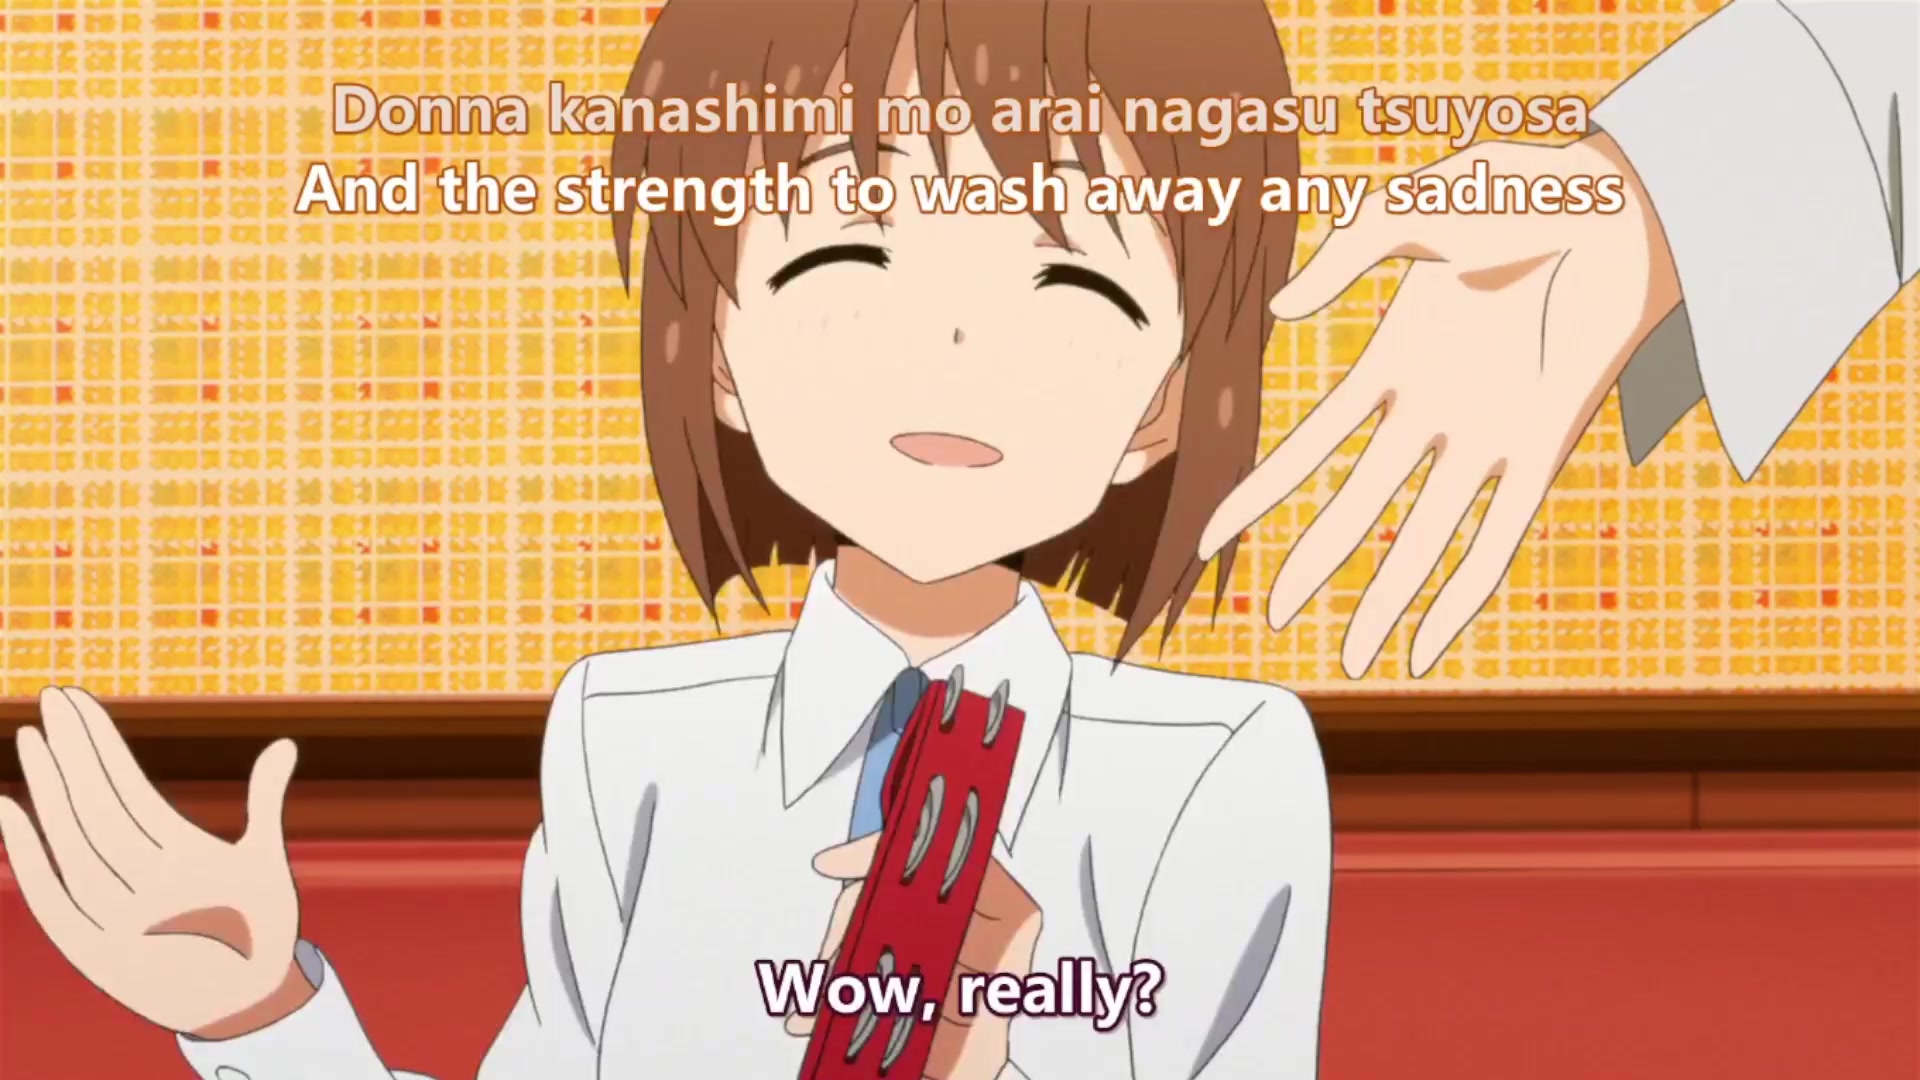 Donna kanashimi mo arai nagasu tsuyosa
And the strength to wash away any sadness
Wow, really?